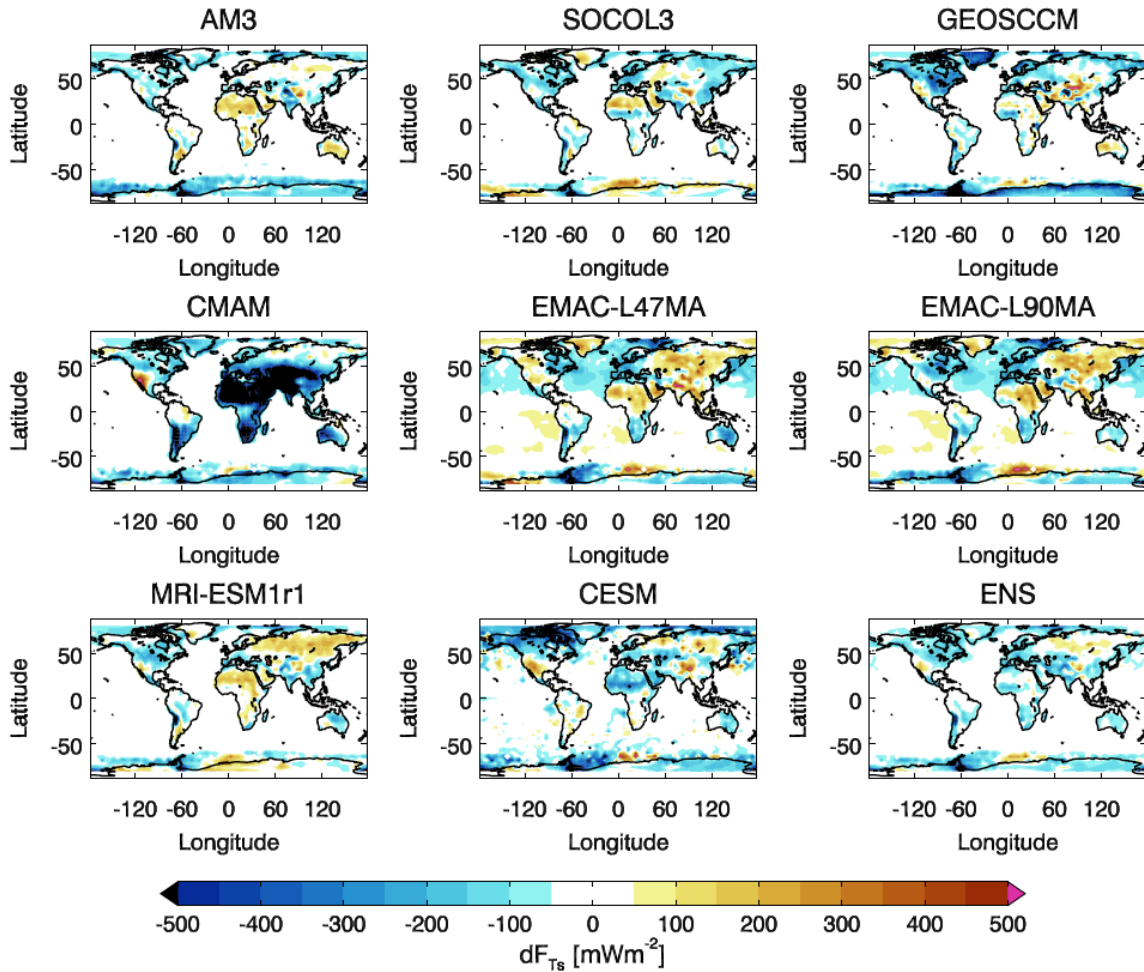 AM3 SOCOL3 GEOSCCM
Latitude Latitude Latitude
50 50 50
0 0 0
-50 -50 -50
-120 -60 0 60 120 -120 -60 0 60 120 -120 -60 0 60 120
Longitude Longitude Longitude
CMAM EMAC-L47MA EMAC-L90MA
Latitude Latitude Latitude
50 50 50
0 0 0
-50 -50 -50
-120 -60 0 60 120 -120 -60 0 60 120 -120 -60 0 60 120
Longitude Longitude Longitude
MRI-ESM1r1 CESM ENS
Latitude Latitude Latitude
50 50 50
0 0 0
-50 -50 -50
-120 -60 0 60 120 -120 -60 0 60 120 -120 -60 0 60 120
Longitude Longitude Longitude
-500 -400 -300 -200 -100 0 100 200 300 400 500
dF_Ts [mWm⁻²]